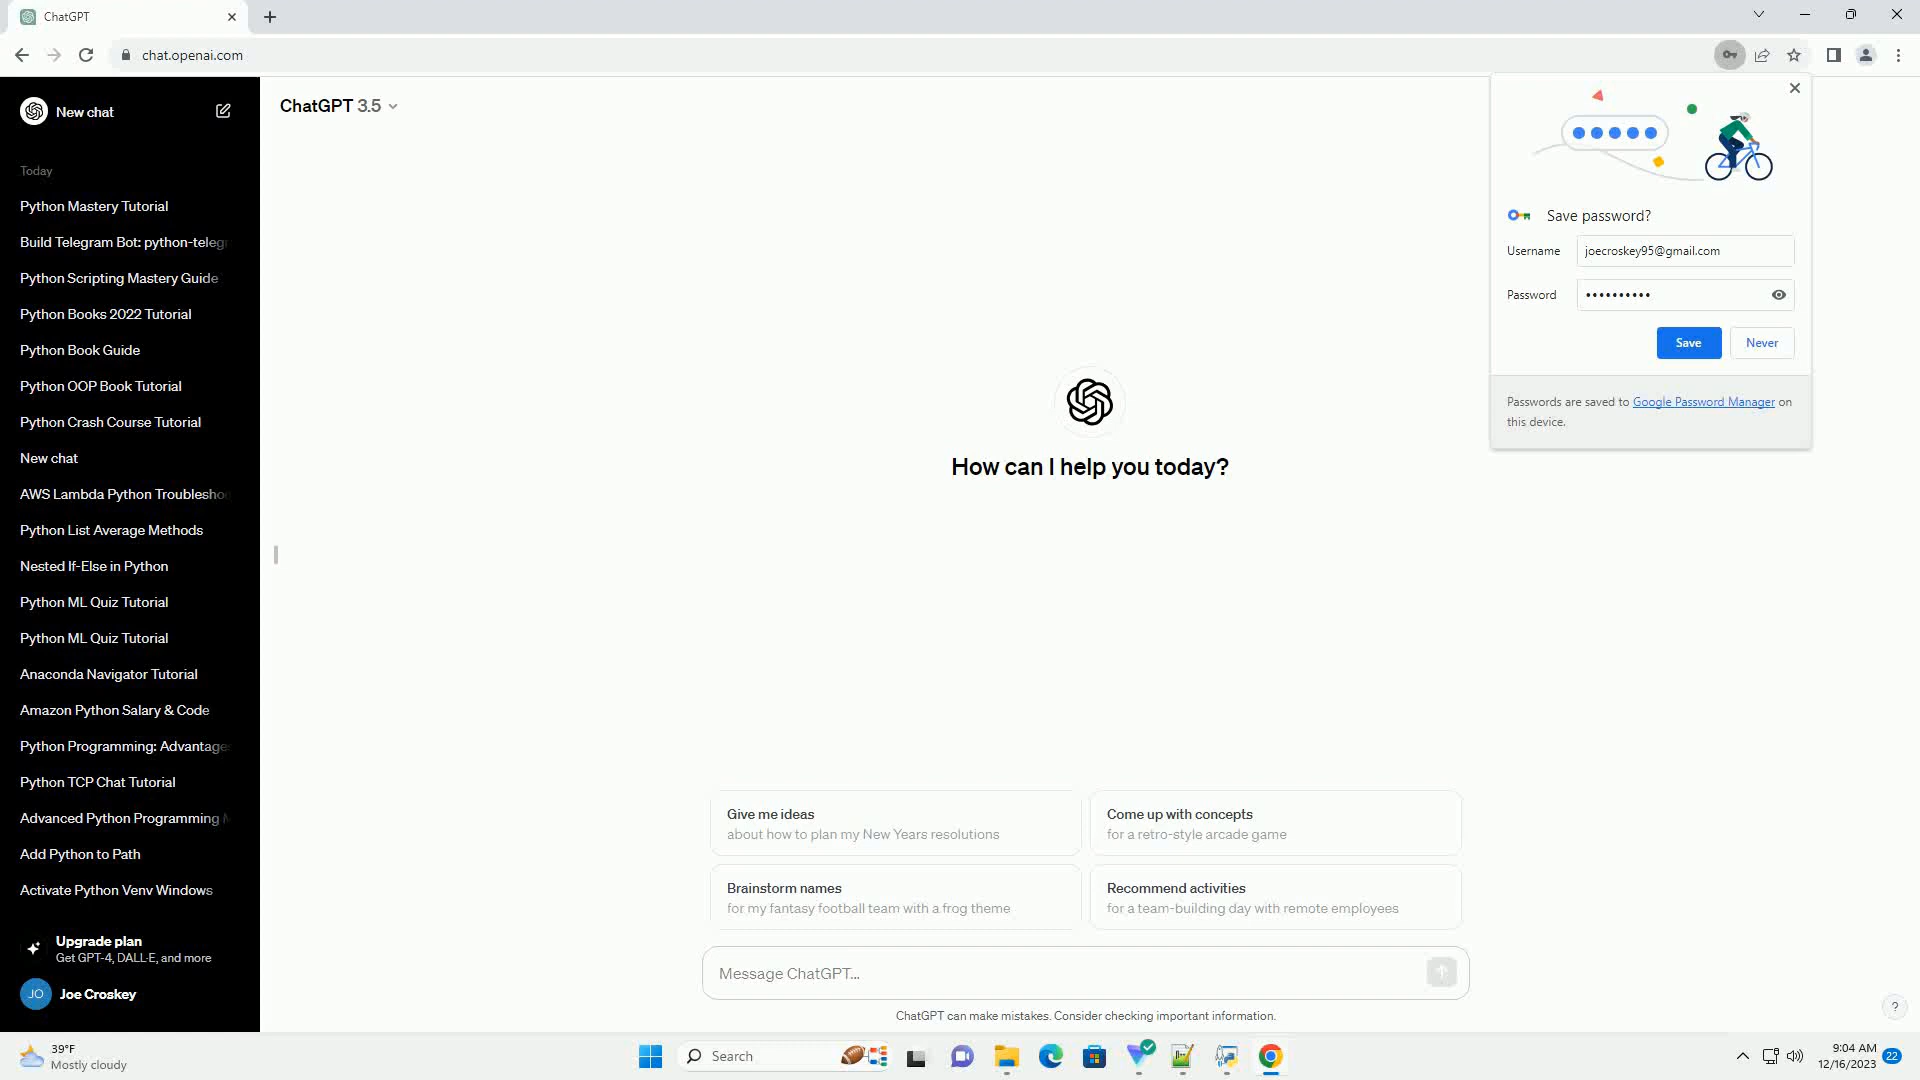 ChatGPT
chat.openai.com
New chat
Today
Python Mastery Tutorial
Build Telegram Bot: python-telegr
Python Scripting Mastery Guide
Python Books 2022 Tutorial
Python Book Guide
Python OOP Book Tutorial
Python Crash Course Tutorial
New chat
AWS Lambda Python Troubleshoo
Python List Average Methods
Nested If-Else in Python
Python ML Quiz Tutorial
Python ML Quiz Tutorial
Anaconda Navigator Tutorial
Amazon Python Salary & Code
Python Programming: Advantages
Python TCP Chat Tutorial
Advanced Python Programming M
Add Python to Path
Activate Python Venv Windows
Upgrade plan
Get GPT-4, DALL·E, and more
JO Joe Croskey
ChatGPT 3.5
How can I help you today?
Give me ideas
about how to plan my New Years resolutions
Come up with concepts
for a retro-style arcade game
Brainstorm names
for my fantasy football team with a frog theme
Recommend activities
for a team-building day with remote employees
Message ChatGPT...
ChatGPT can make mistakes. Consider checking important information.
?
Save password?
Username joecroskey95@gmail.com
Password ••••••••••
Save Never
Passwords are saved to Google Password Manager on
this device.
39°F
Mostly cloudy
Search
9:04 AM
12/16/2023
22